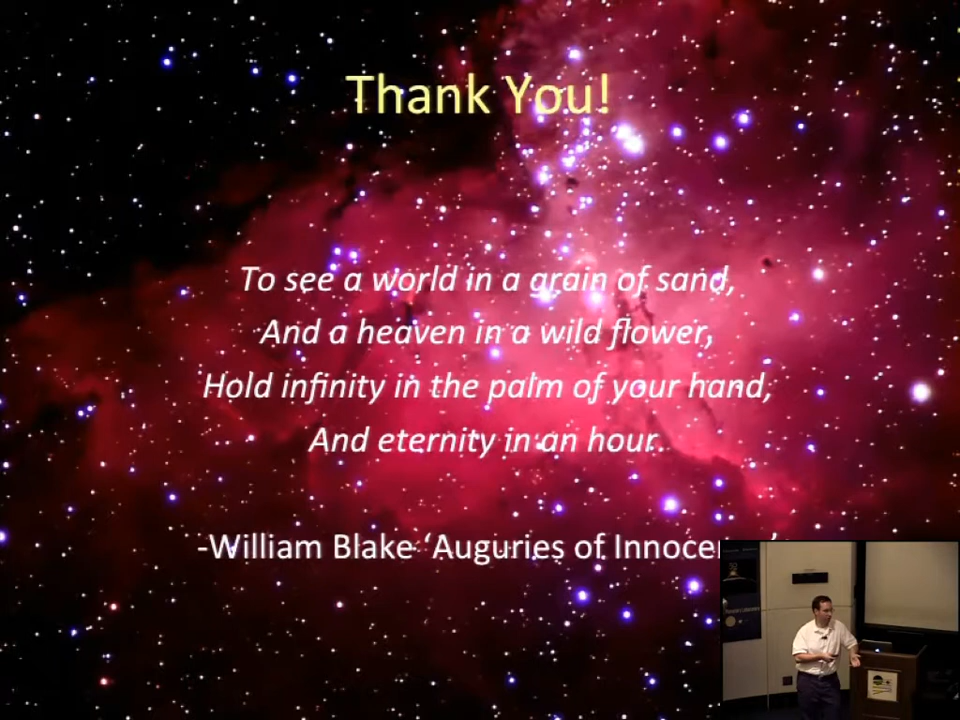 Thank You!
To see a world in a grain of sand,
And a heaven in a wild flower,
Hold infinity in the palm of your hand,
And eternity in an hour.
-William Blake ‘Auguries of